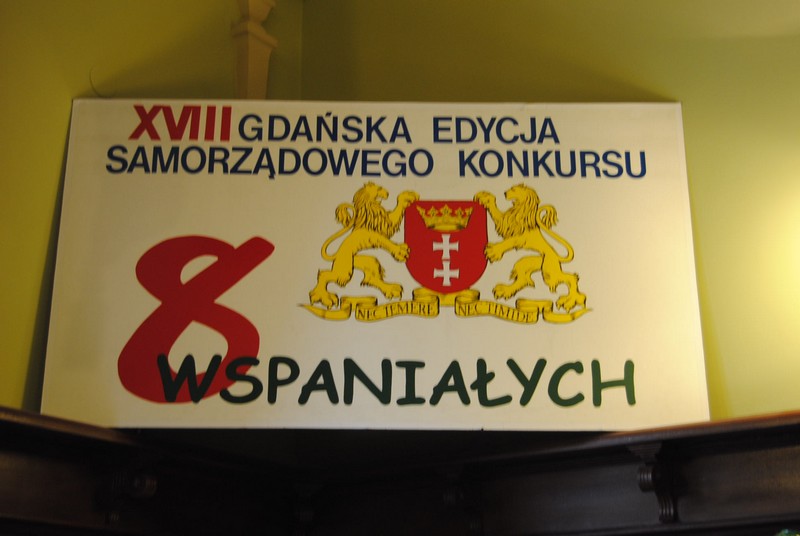 XVIII GDAŃSKA EDYCJA
SAMORZĄDOWEGO KONKURSU
NEC TEMERE NEC TIMIDE
8 WSPANIAŁYCH